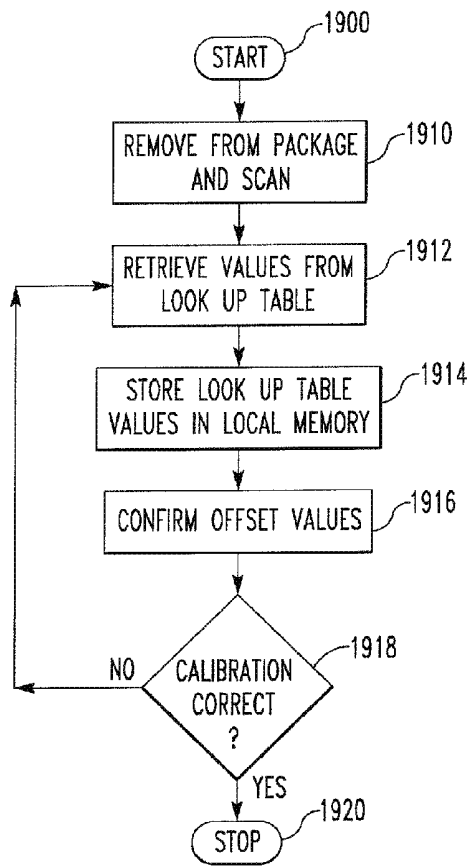 1900
START
1910
REMOVE FROM PACKAGE
AND SCAN
1912
RETRIEVE VALUES FROM
LOOK UP TABLE
1914
STORE LOOK UP TABLE
VALUES IN LOCAL MEMORY
1916
CONFIRM OFFSET VALUES
1918
NO
CALIBRATION
CORRECT
?
YES
1920
STOP